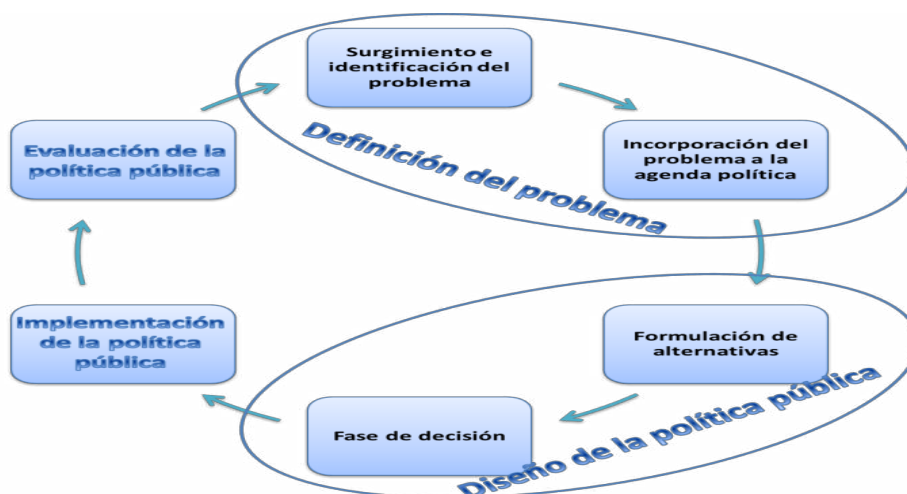 Surgimiento e
identificación del
problema
Definición del problema
Incorporación del
problema a la
agenda política
Formulación de
alternativas
Diseño de la política pública
Fase de decisión
Implementación
de la política
pública
Evaluación de la
política pública